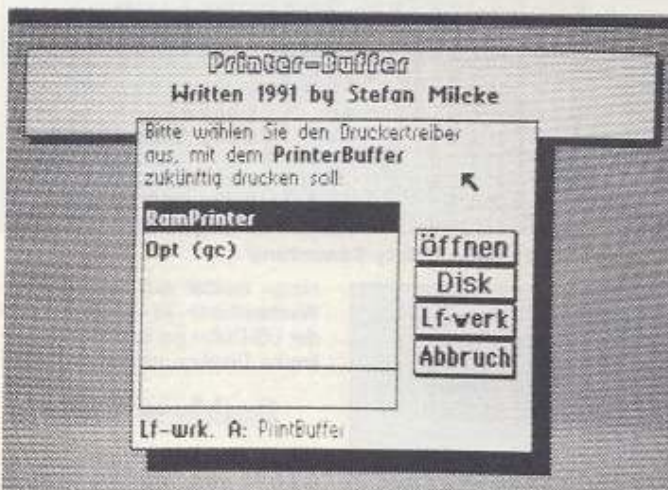 Printer-Buffer
Written 1991 by Stefan Milcke
Bitte wählen Sie den Druckertreiber
aus, mit dem PrinterBuffer
zukünftig drucken soll:
RamPrinter
Opt (gc)
Öffnen
Disk
Lf-werk
Abbruch
Lf-wrk. A: PrintBuffer